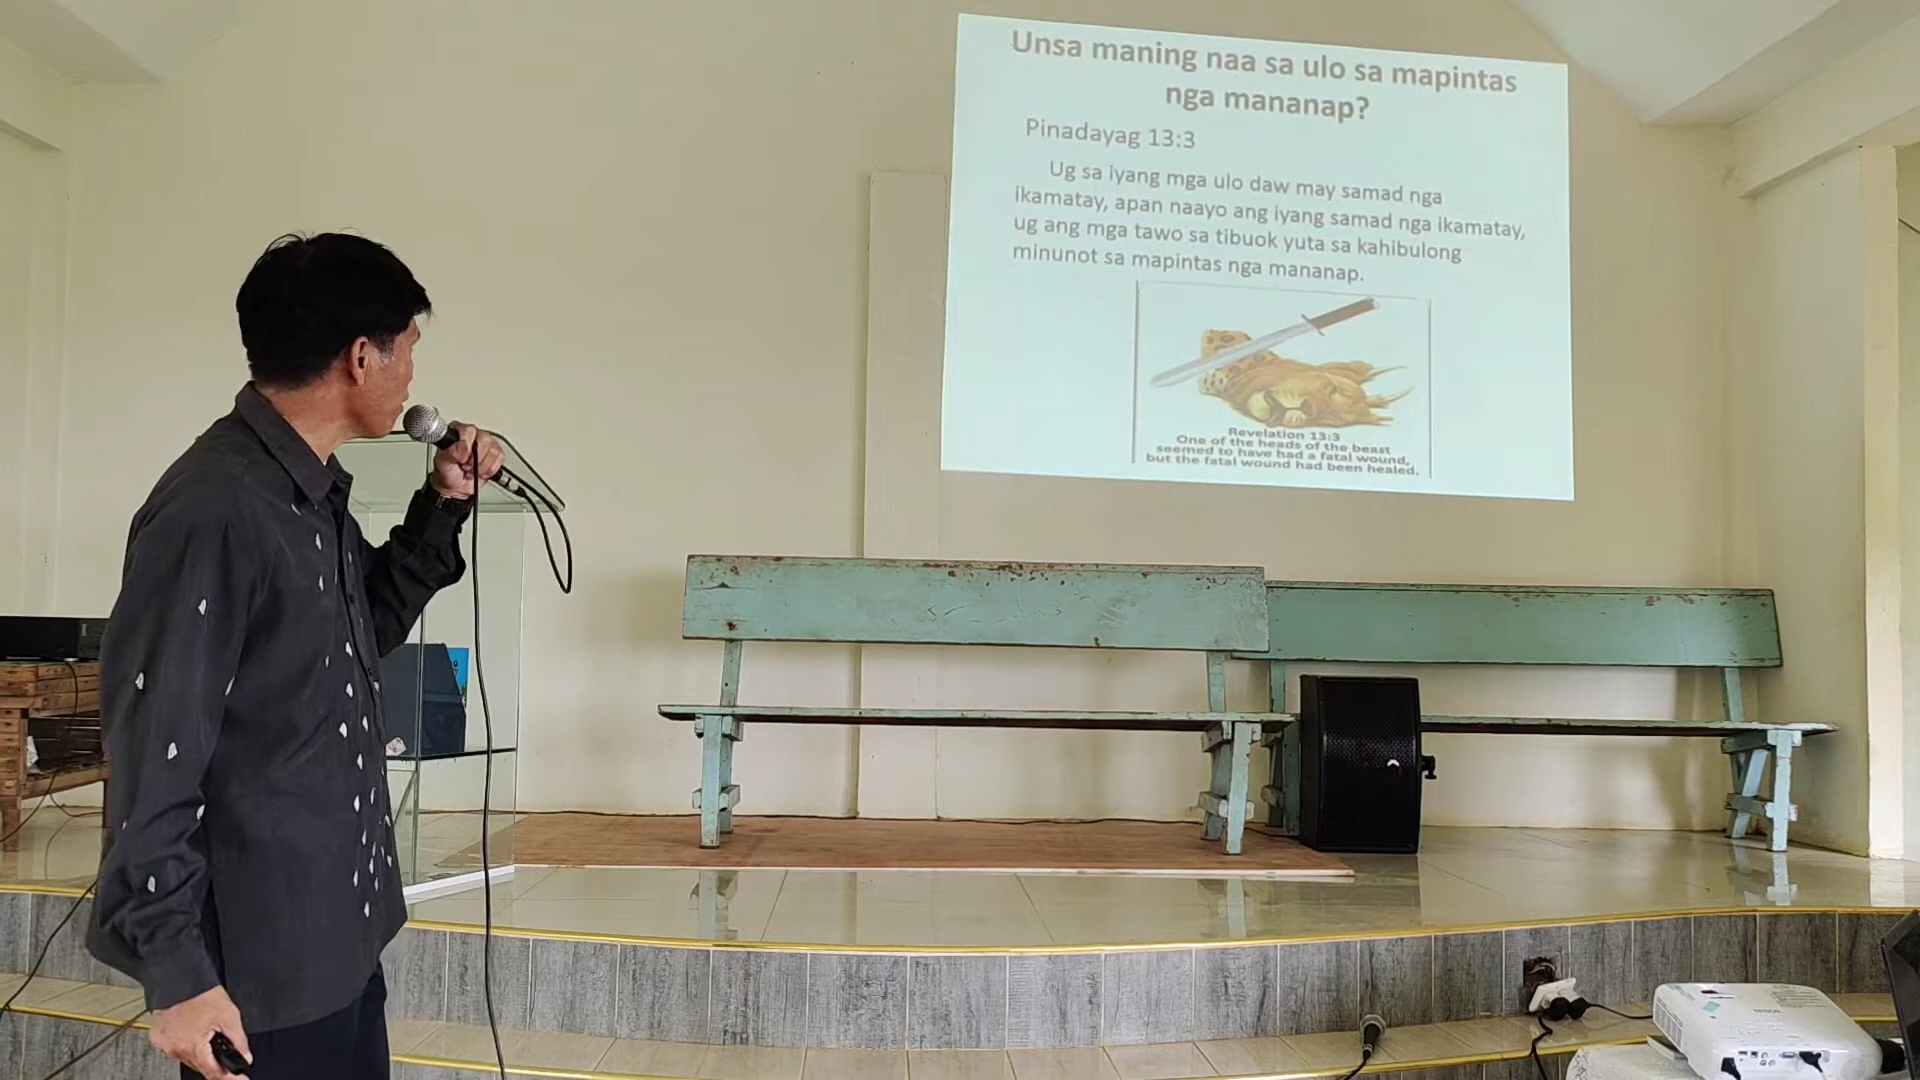 Unsa maning naa sa ulo sa mapintas
nga mananap?
Pinadayag 13:3
Ug sa iyang mga ulo daw may samad nga
ikamatay, apan naayo ang iyang samad nga ikamatay,
ug ang mga tawo sa tibuok yuta sa kahibulong
minunot sa mapintas nga mananap.
Revelation 13:3
One of the heads of the beast
seemed to have had a fatal wound,
but the fatal wound had been healed.
EPSON